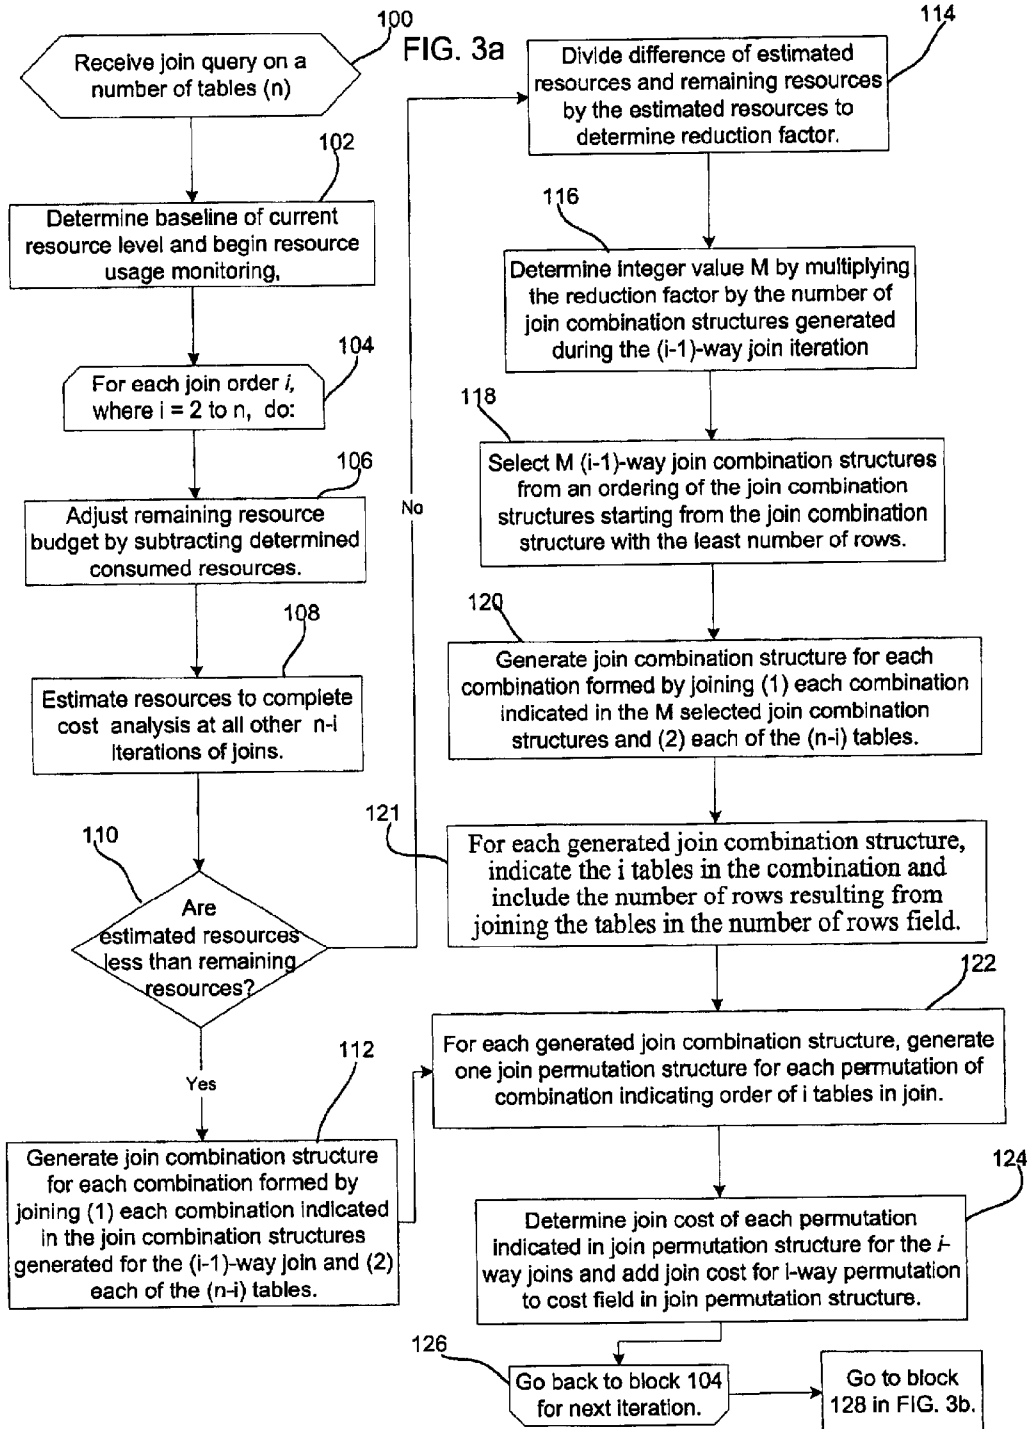 100
FIG. 3a
Receive join query on a
number of tables (n)
102
Determine baseline of current
resource level and begin resource
usage monitoring,
104
For each join order i,
where i = 2 to n, do:
106
Adjust remaining resource
budget by subtracting determined
consumed resources.
108
Estimate resources to complete
cost analysis at all other n-i
iterations of joins.
110
Are
estimated resources
less than remaining
resources?
No
Yes
112
Generate join combination structure
for each combination formed by
joining (1) each combination indicated
in the join combination structures
generated for the (i-1)-way join and (2)
each of the (n-i) tables.
114
Divide difference of estimated
resources and remaining resources
by the estimated resources to
determine reduction factor.
116
Determine integer value M by multiplying
the reduction factor by the number of
join combination structures generated
during the (i-1)-way join iteration
118
Select M (i-1)-way join combination structures
from an ordering of the join combination
structures starting from the join combination
structure with the least number of rows.
120
Generate join combination structure for each
combination formed by joining (1) each combination
indicated in the M selected join combination
structures and (2) each of the (n-i) tables.
121
For each generated join combination structure,
indicate the i tables in the combination and
include the number of rows resulting from
joining the tables in the number of rows field.
122
For each generated join combination structure, generate
one join permutation structure for each permutation of
combination indicating order of i tables in join.
124
Determine join cost of each permutation
indicated in join permutation structure for the i-
way joins and add join cost for i-way permutation
to cost field in join permutation structure.
126
Go back to block 104
for next iteration.
Go to block
128 in FIG. 3b.